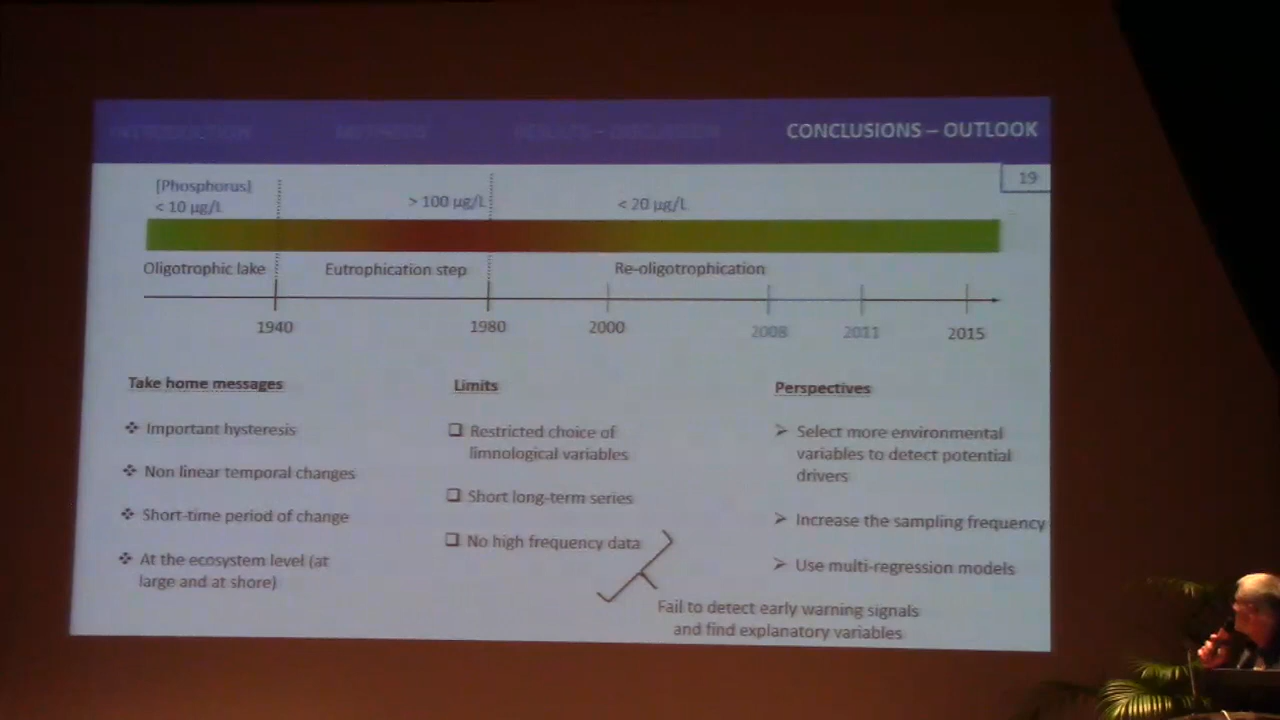 INTRODUCTION METHODS RESULTS – DISCUSSION CONCLUSIONS – OUTLOOK
19
[Phosphorus]
< 10 µg/L > 100 µg/L < 20 µg/L
Oligotrophic lake Eutrophication step Re-oligotrophication
1940 1980 2000 2008 2011 2015
Take home messages
Important hysteresis
Non linear temporal changes
Short-time period of change
At the ecosystem level (at
large and at shore)
Limits
Restricted choice of
limnological variables
Short long-term series
No high frequency data
Fail to detect early warning signals
and find explanatory variables
Perspectives
Select more environmental
variables to detect potential
drivers
Increase the sampling frequency
Use multi-regression models